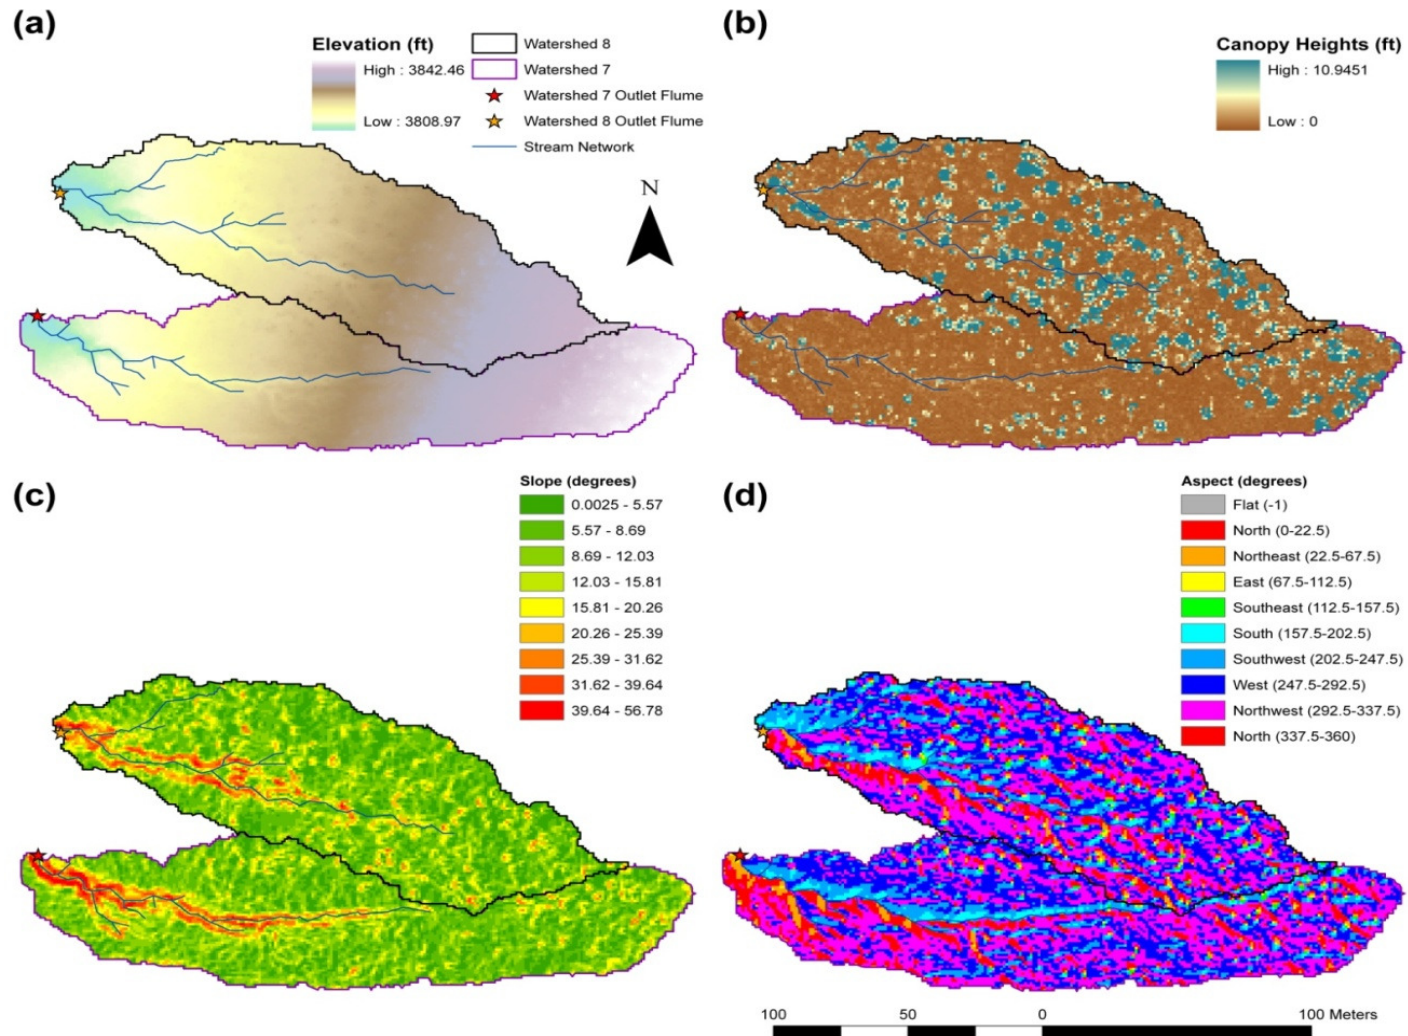 (a)
Elevation (ft)
High : 3842.46
Low : 3808.97
Watershed 8
Watershed 7
Watershed 7 Outlet Flume
Watershed 8 Outlet Flume
Stream Network
N
(b)
Canopy Heights (ft)
High : 10.9451
Low : 0
(c)
Slope (degrees)
0.0025 - 5.57
5.57 - 8.69
8.69 - 12.03
12.03 - 15.81
15.81 - 20.26
20.26 - 25.39
25.39 - 31.62
31.62 - 39.64
39.64 - 56.78
(d)
Aspect (degrees)
Flat (-1)
North (0-22.5)
Northeast (22.5-67.5)
East (67.5-112.5)
Southeast (112.5-157.5)
South (157.5-202.5)
Southwest (202.5-247.5)
West (247.5-292.5)
Northwest (292.5-337.5)
North (337.5-360)
100 50 0 100 Meters